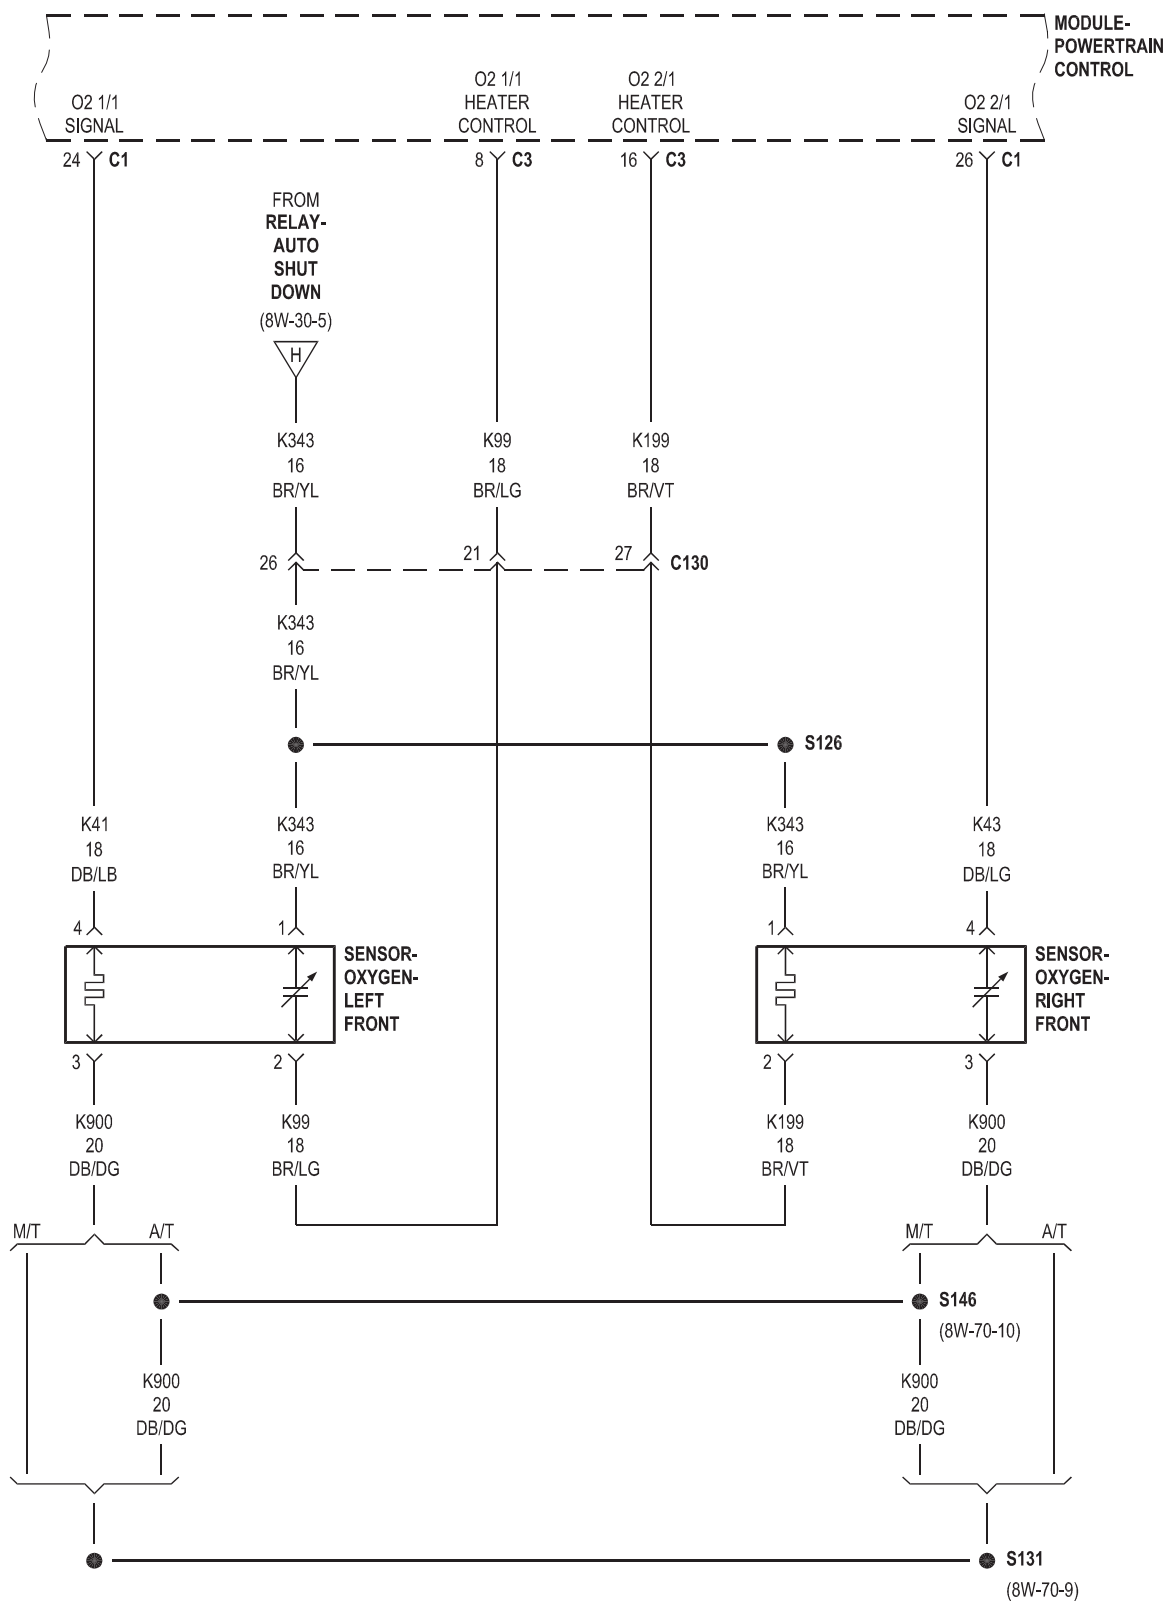 MODULE-
POWERTRAIN
CONTROL
O2 1/1
SIGNAL
O2 1/1
HEATER
CONTROL
O2 2/1
HEATER
CONTROL
O2 2/1
SIGNAL
24 C1
8 C3
16 C3
26 C1
FROM
RELAY-
AUTO
SHUT
DOWN
(8W-30-5)
H
K343
16
BR/YL
K99
18
BR/LG
K199
18
BR/VT
26
21
27
C130
K343
16
BR/YL
S126
K41
18
DB/LB
K343
16
BR/YL
K343
16
BR/YL
K43
18
DB/LG
4
1
1
4
SENSOR-
OXYGEN-
LEFT
FRONT
SENSOR-
OXYGEN-
RIGHT
FRONT
3
2
2
3
K900
20
DB/DG
K99
18
BR/LG
K199
18
BR/VT
K900
20
DB/DG
M/T
A/T
M/T
A/T
S146
(8W-70-10)
K900
20
DB/DG
K900
20
DB/DG
S131
(8W-70-9)